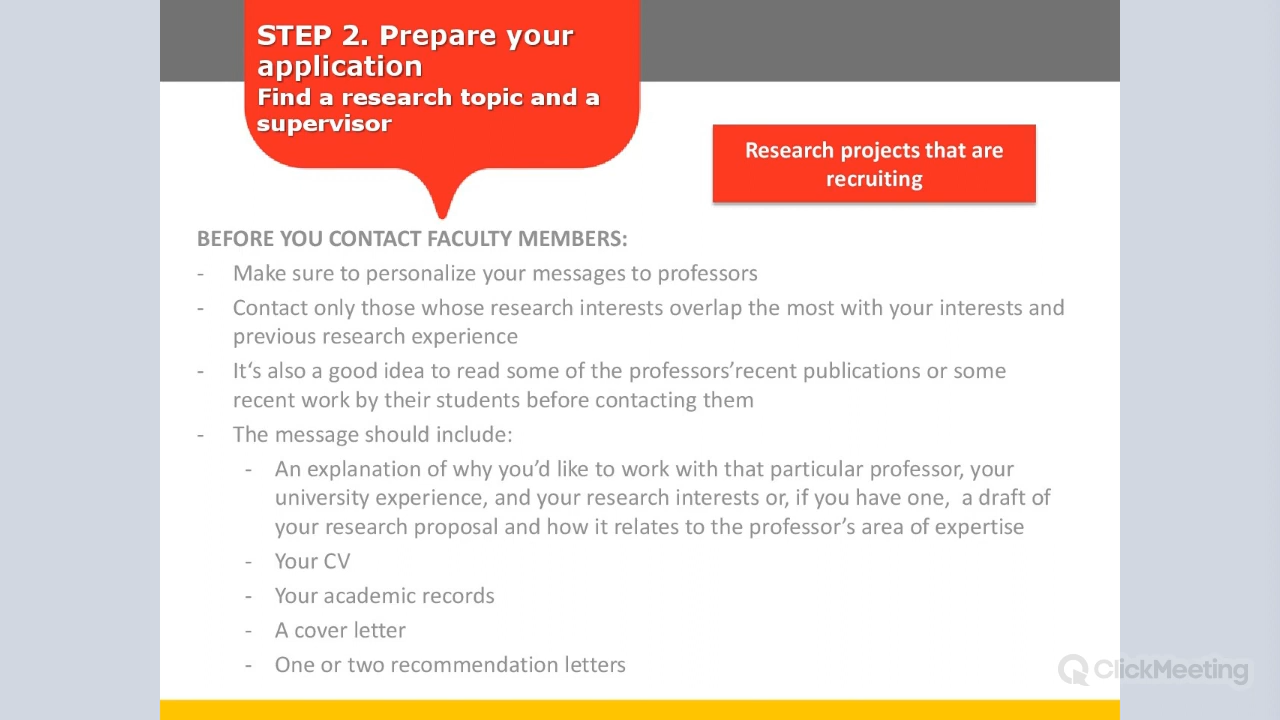 STEP 2. Prepare your
application
Find a research topic and a
supervisor
Research projects that are
recruiting
BEFORE YOU CONTACT FACULTY MEMBERS:
- Make sure to personalize your messages to professors
- Contact only those whose research interests overlap the most with your interests and
previous research experience
- It‘s also a good idea to read some of the professors’recent publications or some
recent work by their students before contacting them
- The message should include:
- An explanation of why you’d like to work with that particular professor, your
university experience, and your research interests or, if you have one, a draft of
your research proposal and how it relates to the professor’s area of expertise
- Your CV
- Your academic records
- A cover letter
- One or two recommendation letters
ClickMeeting